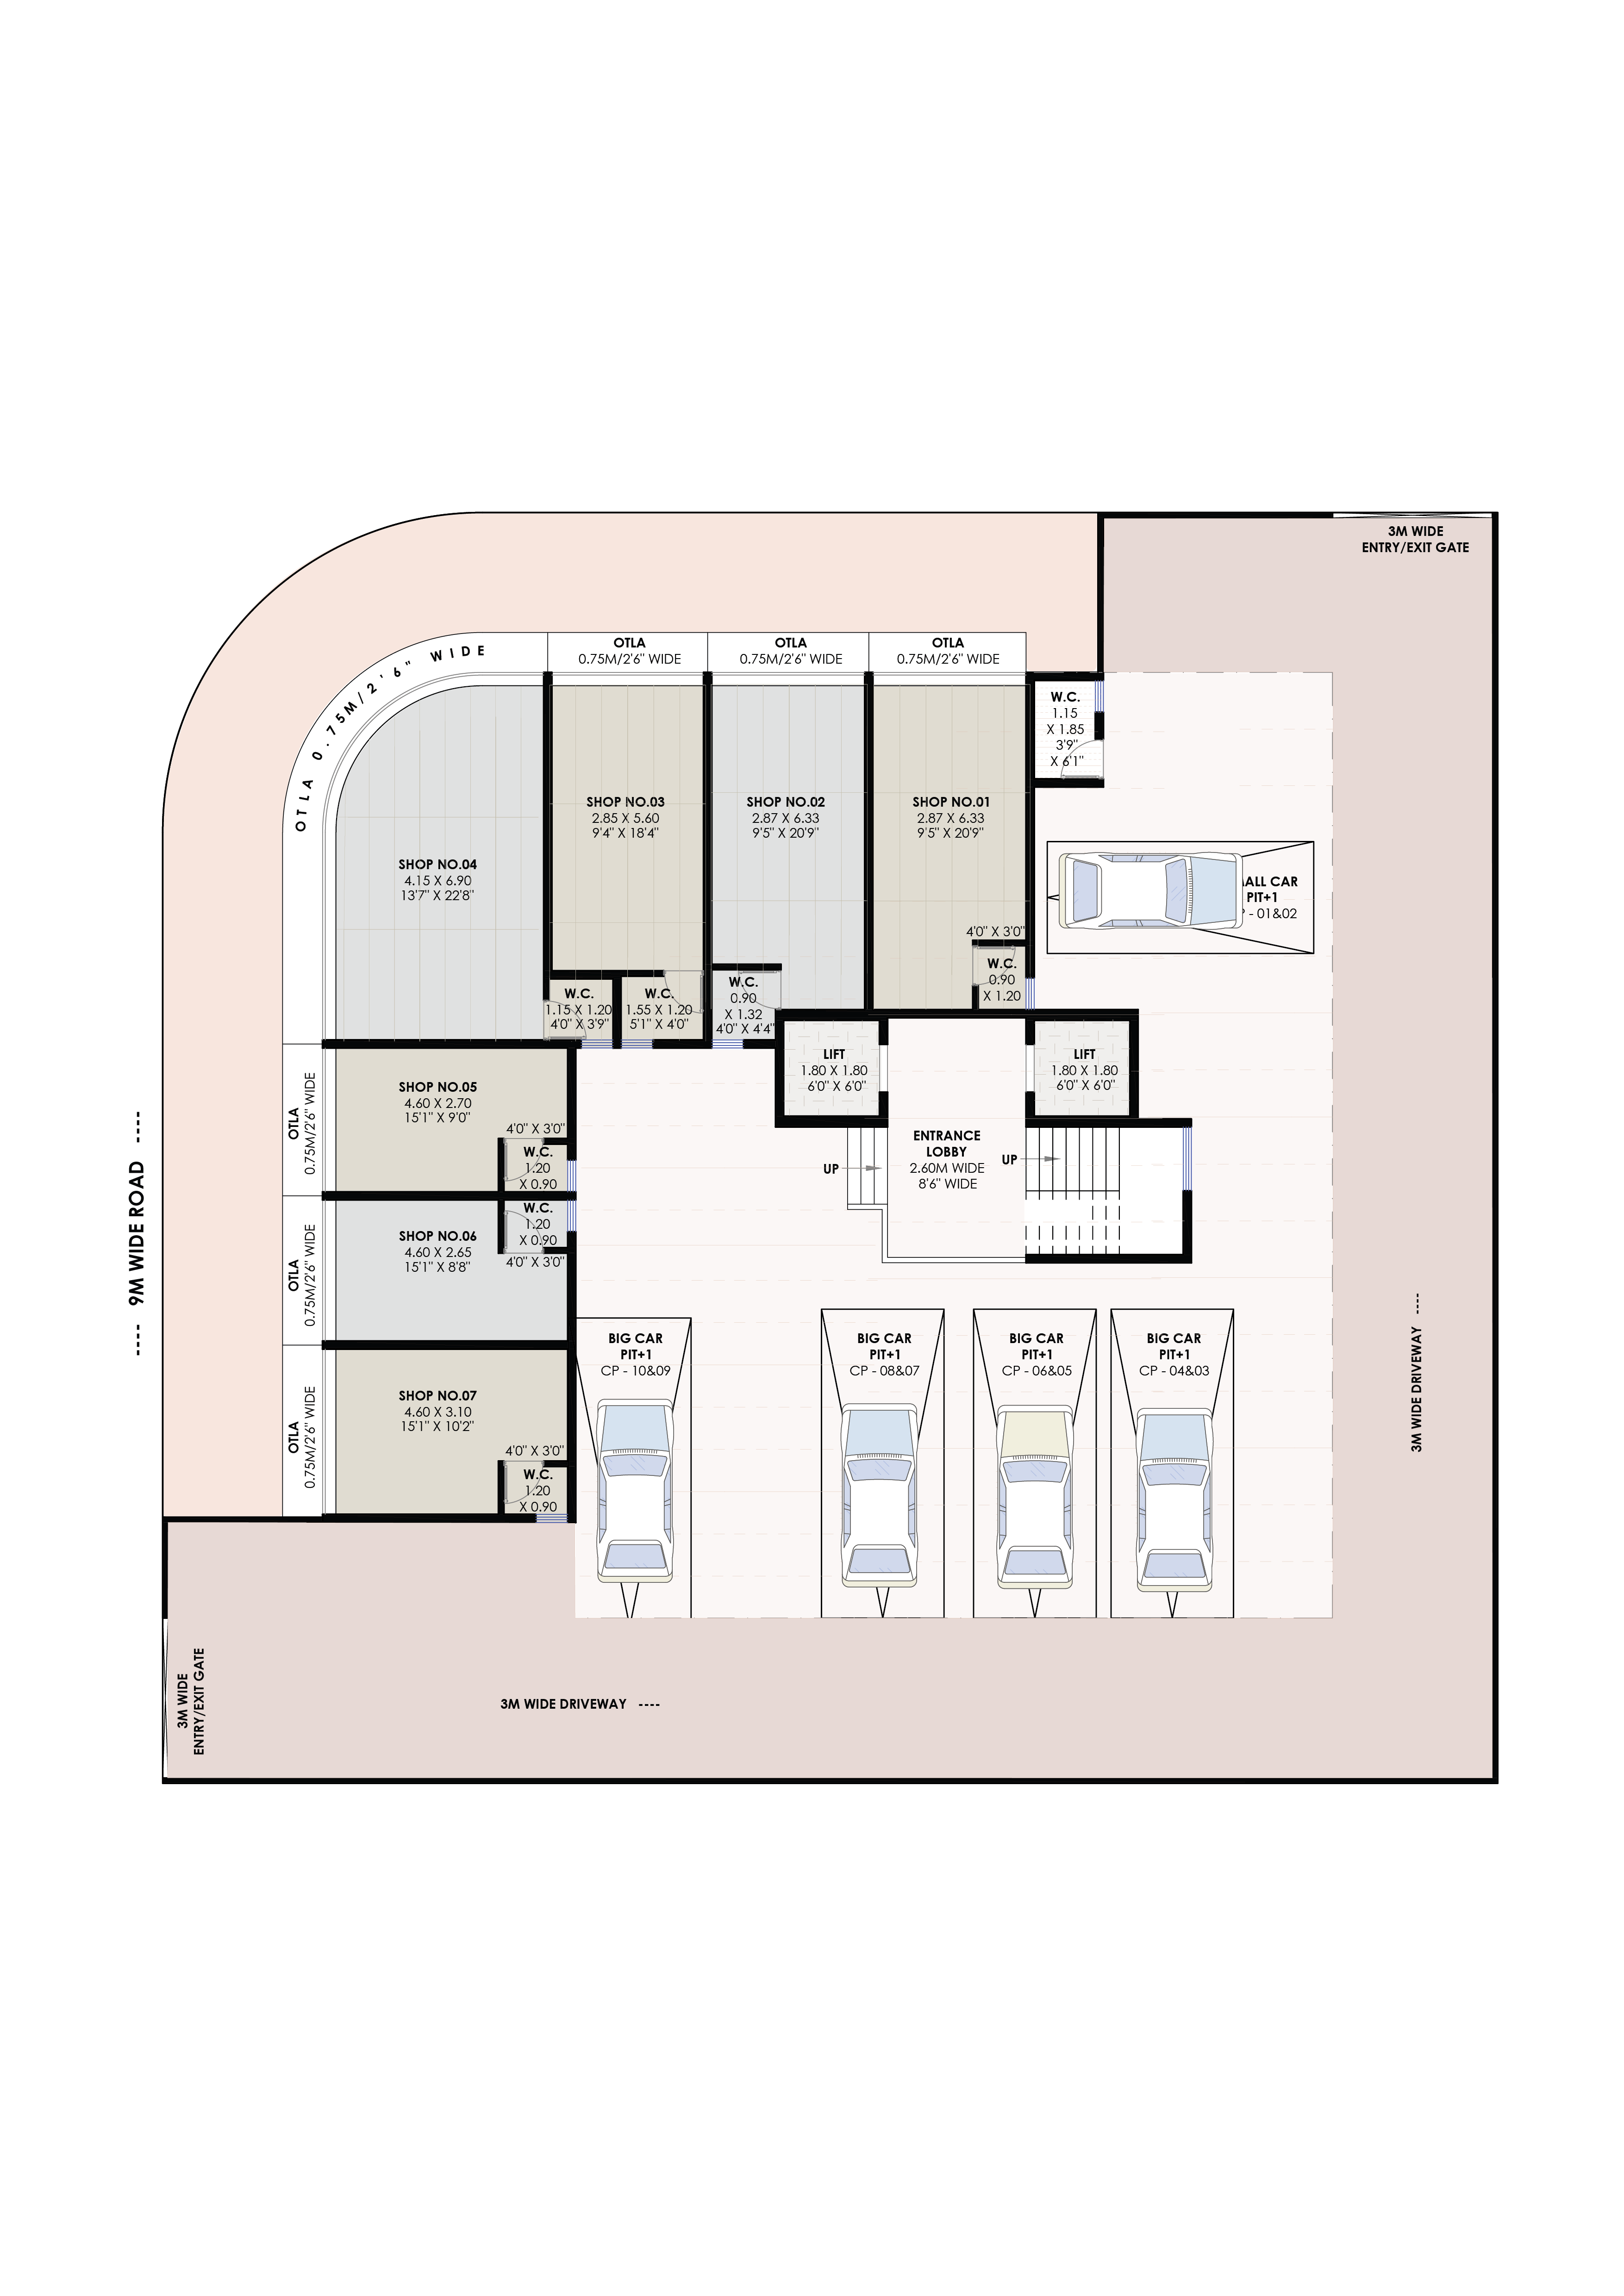 3M WIDE
ENTRY/EXIT GATE
OTLA 0.75M/2'6" WIDE
OTLA
0.75M/2'6" WIDE
OTLA
0.75M/2'6" WIDE
OTLA
0.75M/2'6" WIDE
W.C.
1.15
X 1.85
3'9"
X 6'1"
SHOP NO.03
2.85 X 5.60
9'4" X 18'4"
SHOP NO.02
2.87 X 6.33
9'5" X 20'9"
SHOP NO.01
2.87 X 6.33
9'5" X 20'9"
SHOP NO.04
4.15 X 6.90
13'7" X 22'8"
CAR
PIT+1
- 01&02
4'0" X 3'0"
W.C.
0.90
X 1.20
W.C.
1.15 X 1.20
4'0" X 3'9"
W.C.
1.55 X 1.20
5'1" X 4'0"
W.C.
0.90
X 1.32
4'0" X 4'4"
LIFT
1.80 X 1.80
6'0" X 6'0"
LIFT
1.80 X 1.80
6'0" X 6'0"
OTLA
0.75M/2'6" WIDE
SHOP NO.05
4.60 X 2.70
15'1" X 9'0"
4'0" X 3'0"
W.C.
1.20
X 0.90
ENTRANCE
LOBBY
2.60M WIDE
8'6" WIDE
UP
UP
---- 9M WIDE ROAD ----
OTLA
0.75M/2'6" WIDE
SHOP NO.06
4.60 X 2.65
15'1" X 8'8"
W.C.
1.20
X 0.90
4'0" X 3'0"
OTLA
0.75M/2'6" WIDE
SHOP NO.07
4.60 X 3.10
15'1" X 10'2"
4'0" X 3'0"
W.C.
1.20
X 0.90
BIG CAR
PIT+1
CP - 10&09
BIG CAR
PIT+1
CP - 08&07
BIG CAR
PIT+1
CP - 06&05
BIG CAR
PIT+1
CP - 04&03
3M WIDE DRIVEWAY ----
3M WIDE
ENTRY/EXIT GATE
3M WIDE DRIVEWAY ----